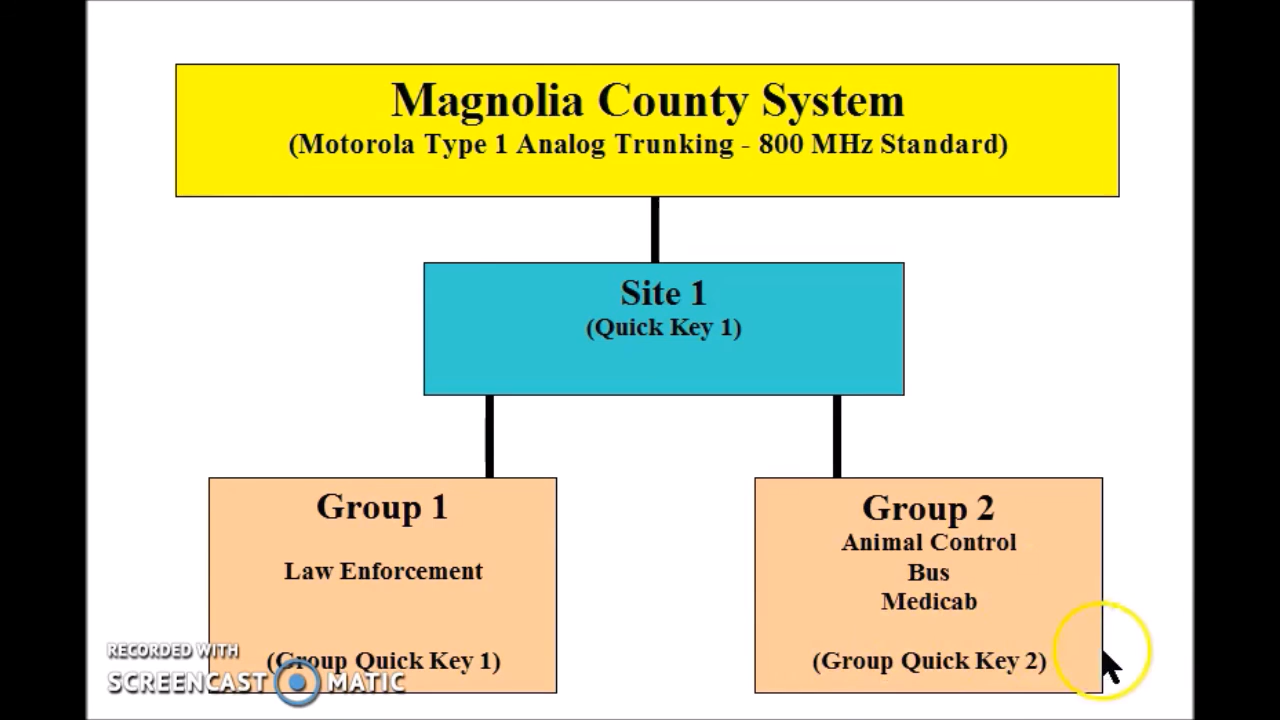 Magnolia County System
(Motorola Type 1 Analog Trunking - 800 MHz Standard)
Site 1
(Quick Key 1)
Group 1
Law Enforcement
(Group Quick Key 1)
Group 2
Animal Control
Bus
Medicab
(Group Quick Key 2)
RECORDED WITH
SCREENCAST MATIC